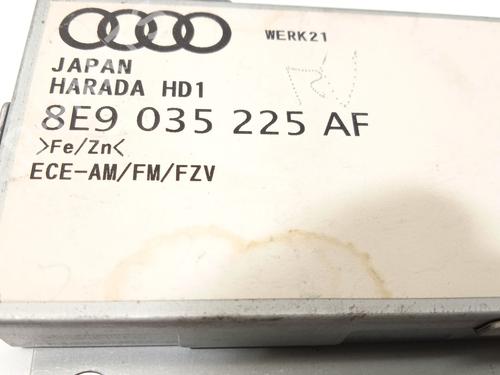 WERK21
JAPAN
HARADA HD1
8E9 035 225 AF
>Fe/Zn<
ECE-AM/FM/FZV